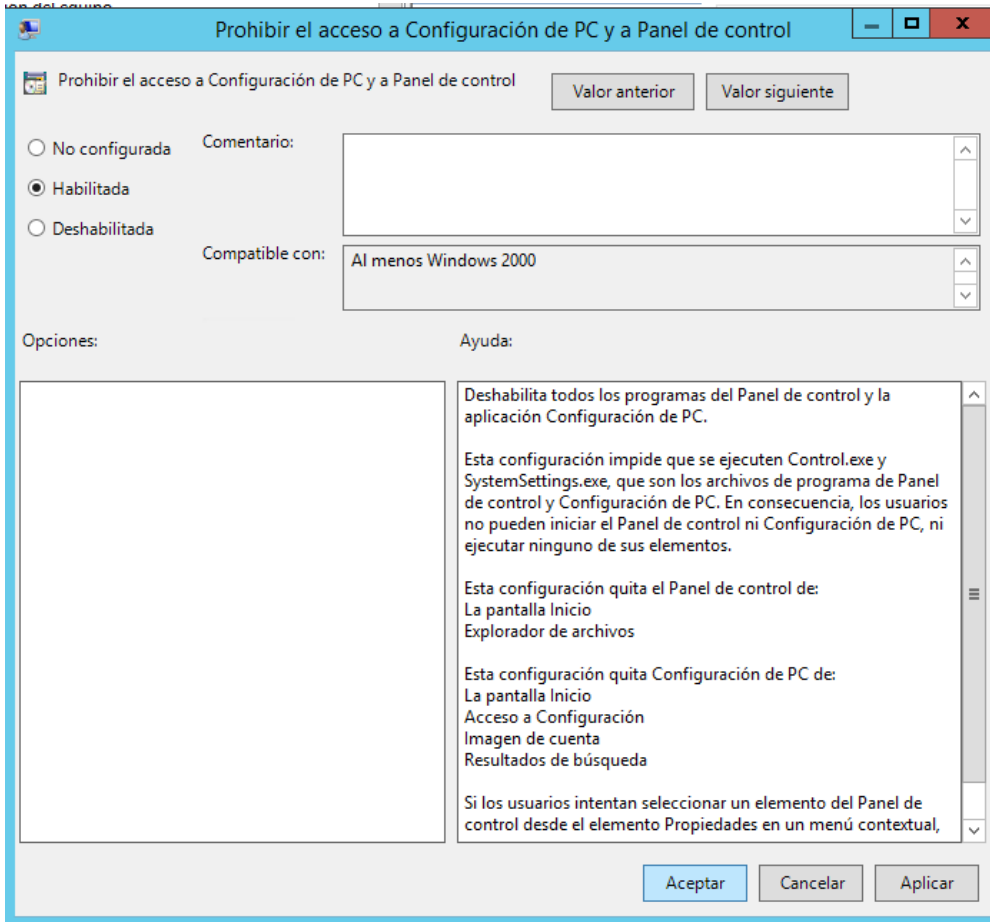 Prohibir el acceso a Configuración de PC y a Panel de control
Prohibir el acceso a Configuración de PC y a Panel de control
Valor anterior
Valor siguiente
No configurada
Habilitada
Deshabilitada
Comentario:
Compatible con:
Al menos Windows 2000
Opciones:
Ayuda:
Deshabilita todos los programas del Panel de control y la
aplicación Configuración de PC.
Esta configuración impide que se ejecuten Control.exe y
SystemSettings.exe, que son los archivos de programa de Panel
de control y Configuración de PC. En consecuencia, los usuarios
no pueden iniciar el Panel de control ni Configuración de PC, ni
ejecutar ninguno de sus elementos.
Esta configuración quita el Panel de control de:
La pantalla Inicio
Explorador de archivos
Esta configuración quita Configuración de PC de:
La pantalla Inicio
Acceso a Configuración
Imagen de cuenta
Resultados de búsqueda
Si los usuarios intentan seleccionar un elemento del Panel de
control desde el elemento Propiedades en un menú contextual,
Aceptar
Cancelar
Aplicar